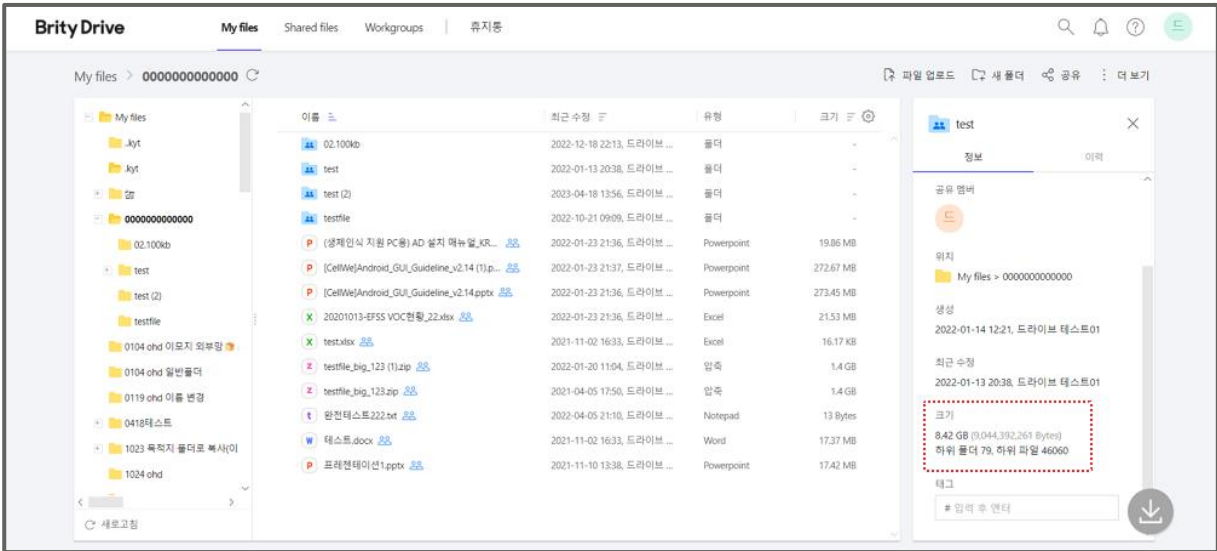 Brity Drive
My files
Shared files
Workgroups
휴지통
드
My files > 0000000000000
파일 업로드
새 폴더
공유
더 보기
My files
.kyt
.kyt
0000000000000
02.100kb
test
test (2)
testfile
0104 ohd 이모지 외부망
0104 ohd 일반폴더
0119 ohd 이름 변경
0418테스트
1023 목적지 폴더로 복사(이
1024 ohd
새로고침
이름 최근 수정 유형 크기
02.100kb 2022-12-18 22:13, 드라이브 ... 폴더 -
test 2022-01-13 20:38, 드라이브 ... 폴더 -
test (2) 2023-04-18 13:56, 드라이브 ... 폴더 -
testfile 2022-10-21 09:09, 드라이브 ... 폴더 -
P (생체인식 지원 PC용) AD 설치 매뉴얼_KR... 2022-01-23 21:36, 드라이브 ... Powerpoint 19.86 MB
P [CellWe]Android_GUI_Guideline_v2.14 (1).p... 2022-01-23 21:37, 드라이브 ... Powerpoint 272.67 MB
P [CellWe]Android_GUI_Guideline_v2.14.pptx 2022-01-23 21:36, 드라이브 ... Powerpoint 273.45 MB
X 20201013-EFSS VOC현황_22.xlsx 2022-01-23 21:36, 드라이브 ... Excel 21.53 MB
X test.xlsx 2021-11-02 16:33, 드라이브 ... Excel 16.17 KB
Z testfile_big_123 (1).zip 2022-01-20 11:04, 드라이브 ... 압축 1.4 GB
Z testfile_big_123.zip 2021-04-05 17:50, 드라이브 ... 압축 1.4 GB
t 완전테스트222.txt 2022-04-05 21:10, 드라이브 ... Notepad 13 Bytes
W 테스트.docx 2021-11-02 16:33, 드라이브 ... Word 17.37 MB
P 프레젠테이션1.pptx 2021-11-10 13:38, 드라이브 ... Powerpoint 17.42 MB
test
정보 이력
공유 멤버
드
위치
My files > 0000000000000
생성
2022-01-14 12:21, 드라이브 테스트01
최근 수정
2022-01-13 20:38, 드라이브 테스트01
크기
8.42 GB (9,044,392,261 Bytes)
하위 폴더 79, 하위 파일 46060
태그
# 입력 후 엔터